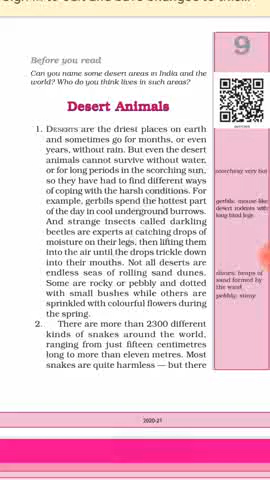 Before you read
Can you name some desert areas in India and the
world? Who do you think lives in such areas?
9
Desert Animals
1. DESERTS are the driest places on earth
and sometimes go for months, or even
years, without rain. But even the desert
animals cannot survive without water,
or for long periods in the scorching sun,
so they have had to find different ways
of coping with the harsh conditions. For
example, gerbils spend the hottest part
of the day in cool underground burrows.
And strange insects called darkling
beetles are experts at catching drops of
moisture on their legs, then lifting them
into the air until the drops trickle down
into their mouths. Not all deserts are
endless seas of rolling sand dunes.
Some are rocky or pebbly and dotted
with small bushes while others are
sprinkled with colourful flowers during
the spring.
scorching very hot
gerbils: mouse-like
desert rodents with
long hind legs
dunes: heaps of
sand formed by
the wind
pebbly: stony
2. There are more than 2300 different
kinds of snakes around the world,
ranging from just fifteen centimetres
long to more than eleven metres. Most
snakes are quite harmless — but there
2020-21